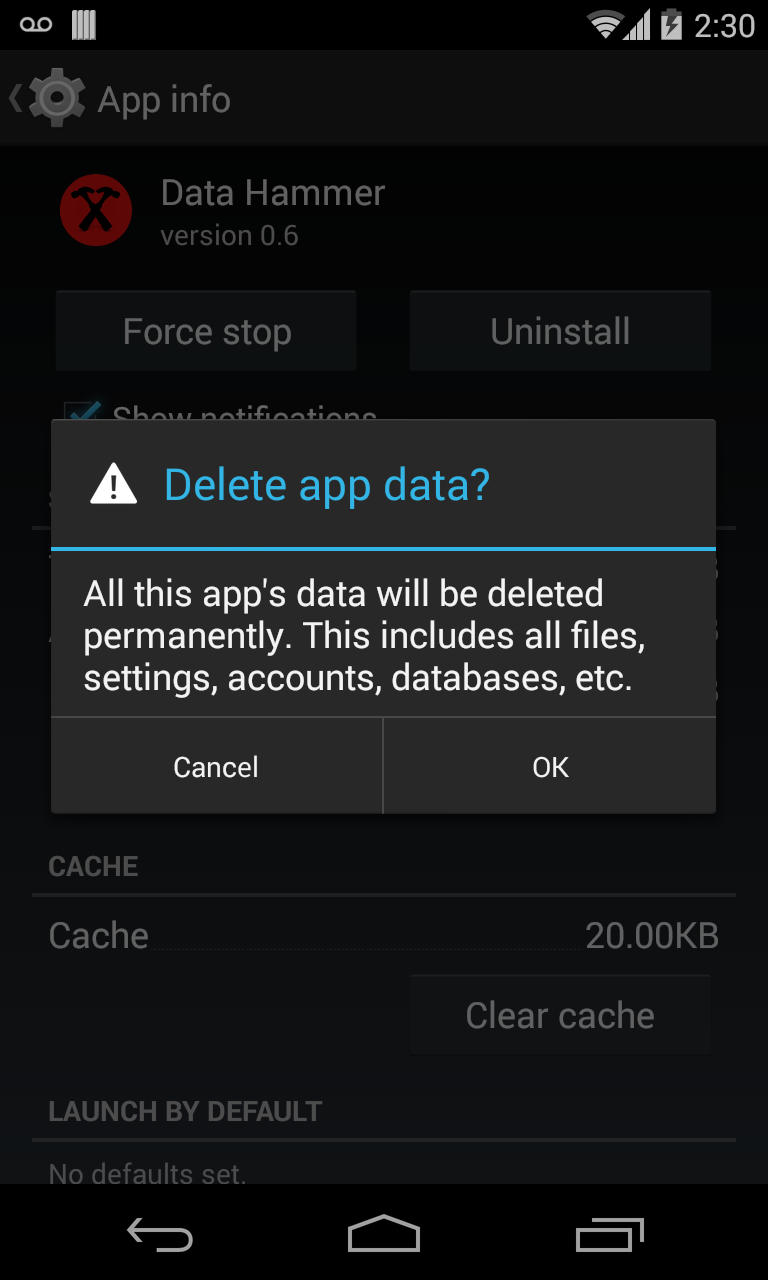 2:30
App info
Data Hammer
version 0.6
Force stop
Uninstall
Show notifications
Delete app data?
All this app's data will be deleted
permanently. This includes all files,
settings, accounts, databases, etc.
Cancel
OK
CACHE
Cache
20.00KB
Clear cache
LAUNCH BY DEFAULT
No defaults set.